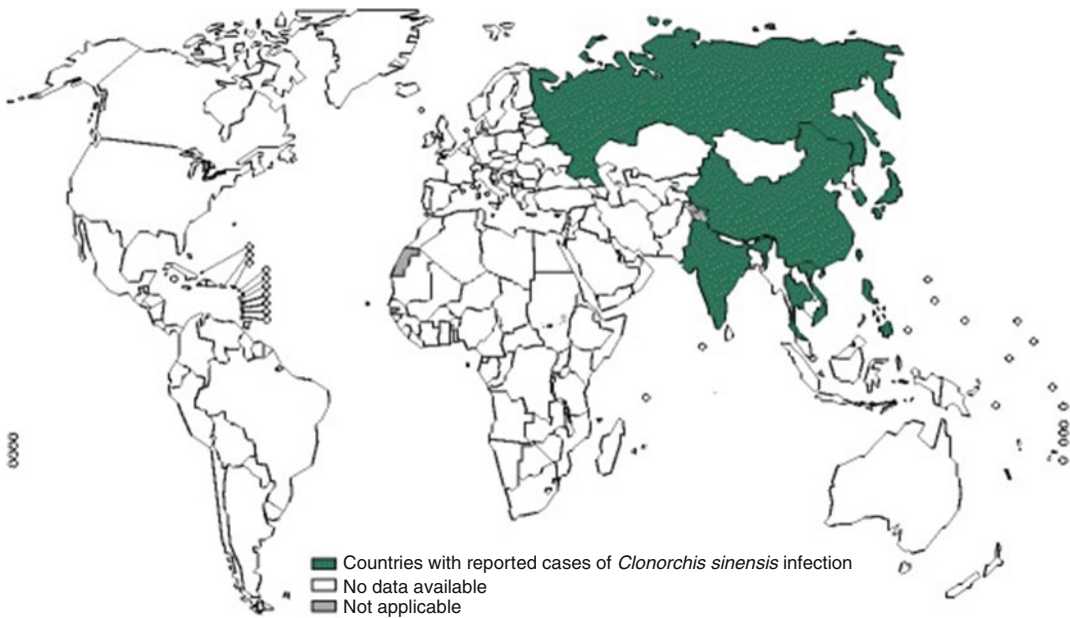 Countries with reported cases of Clonorchis sinensis infection
No data available
Not applicable